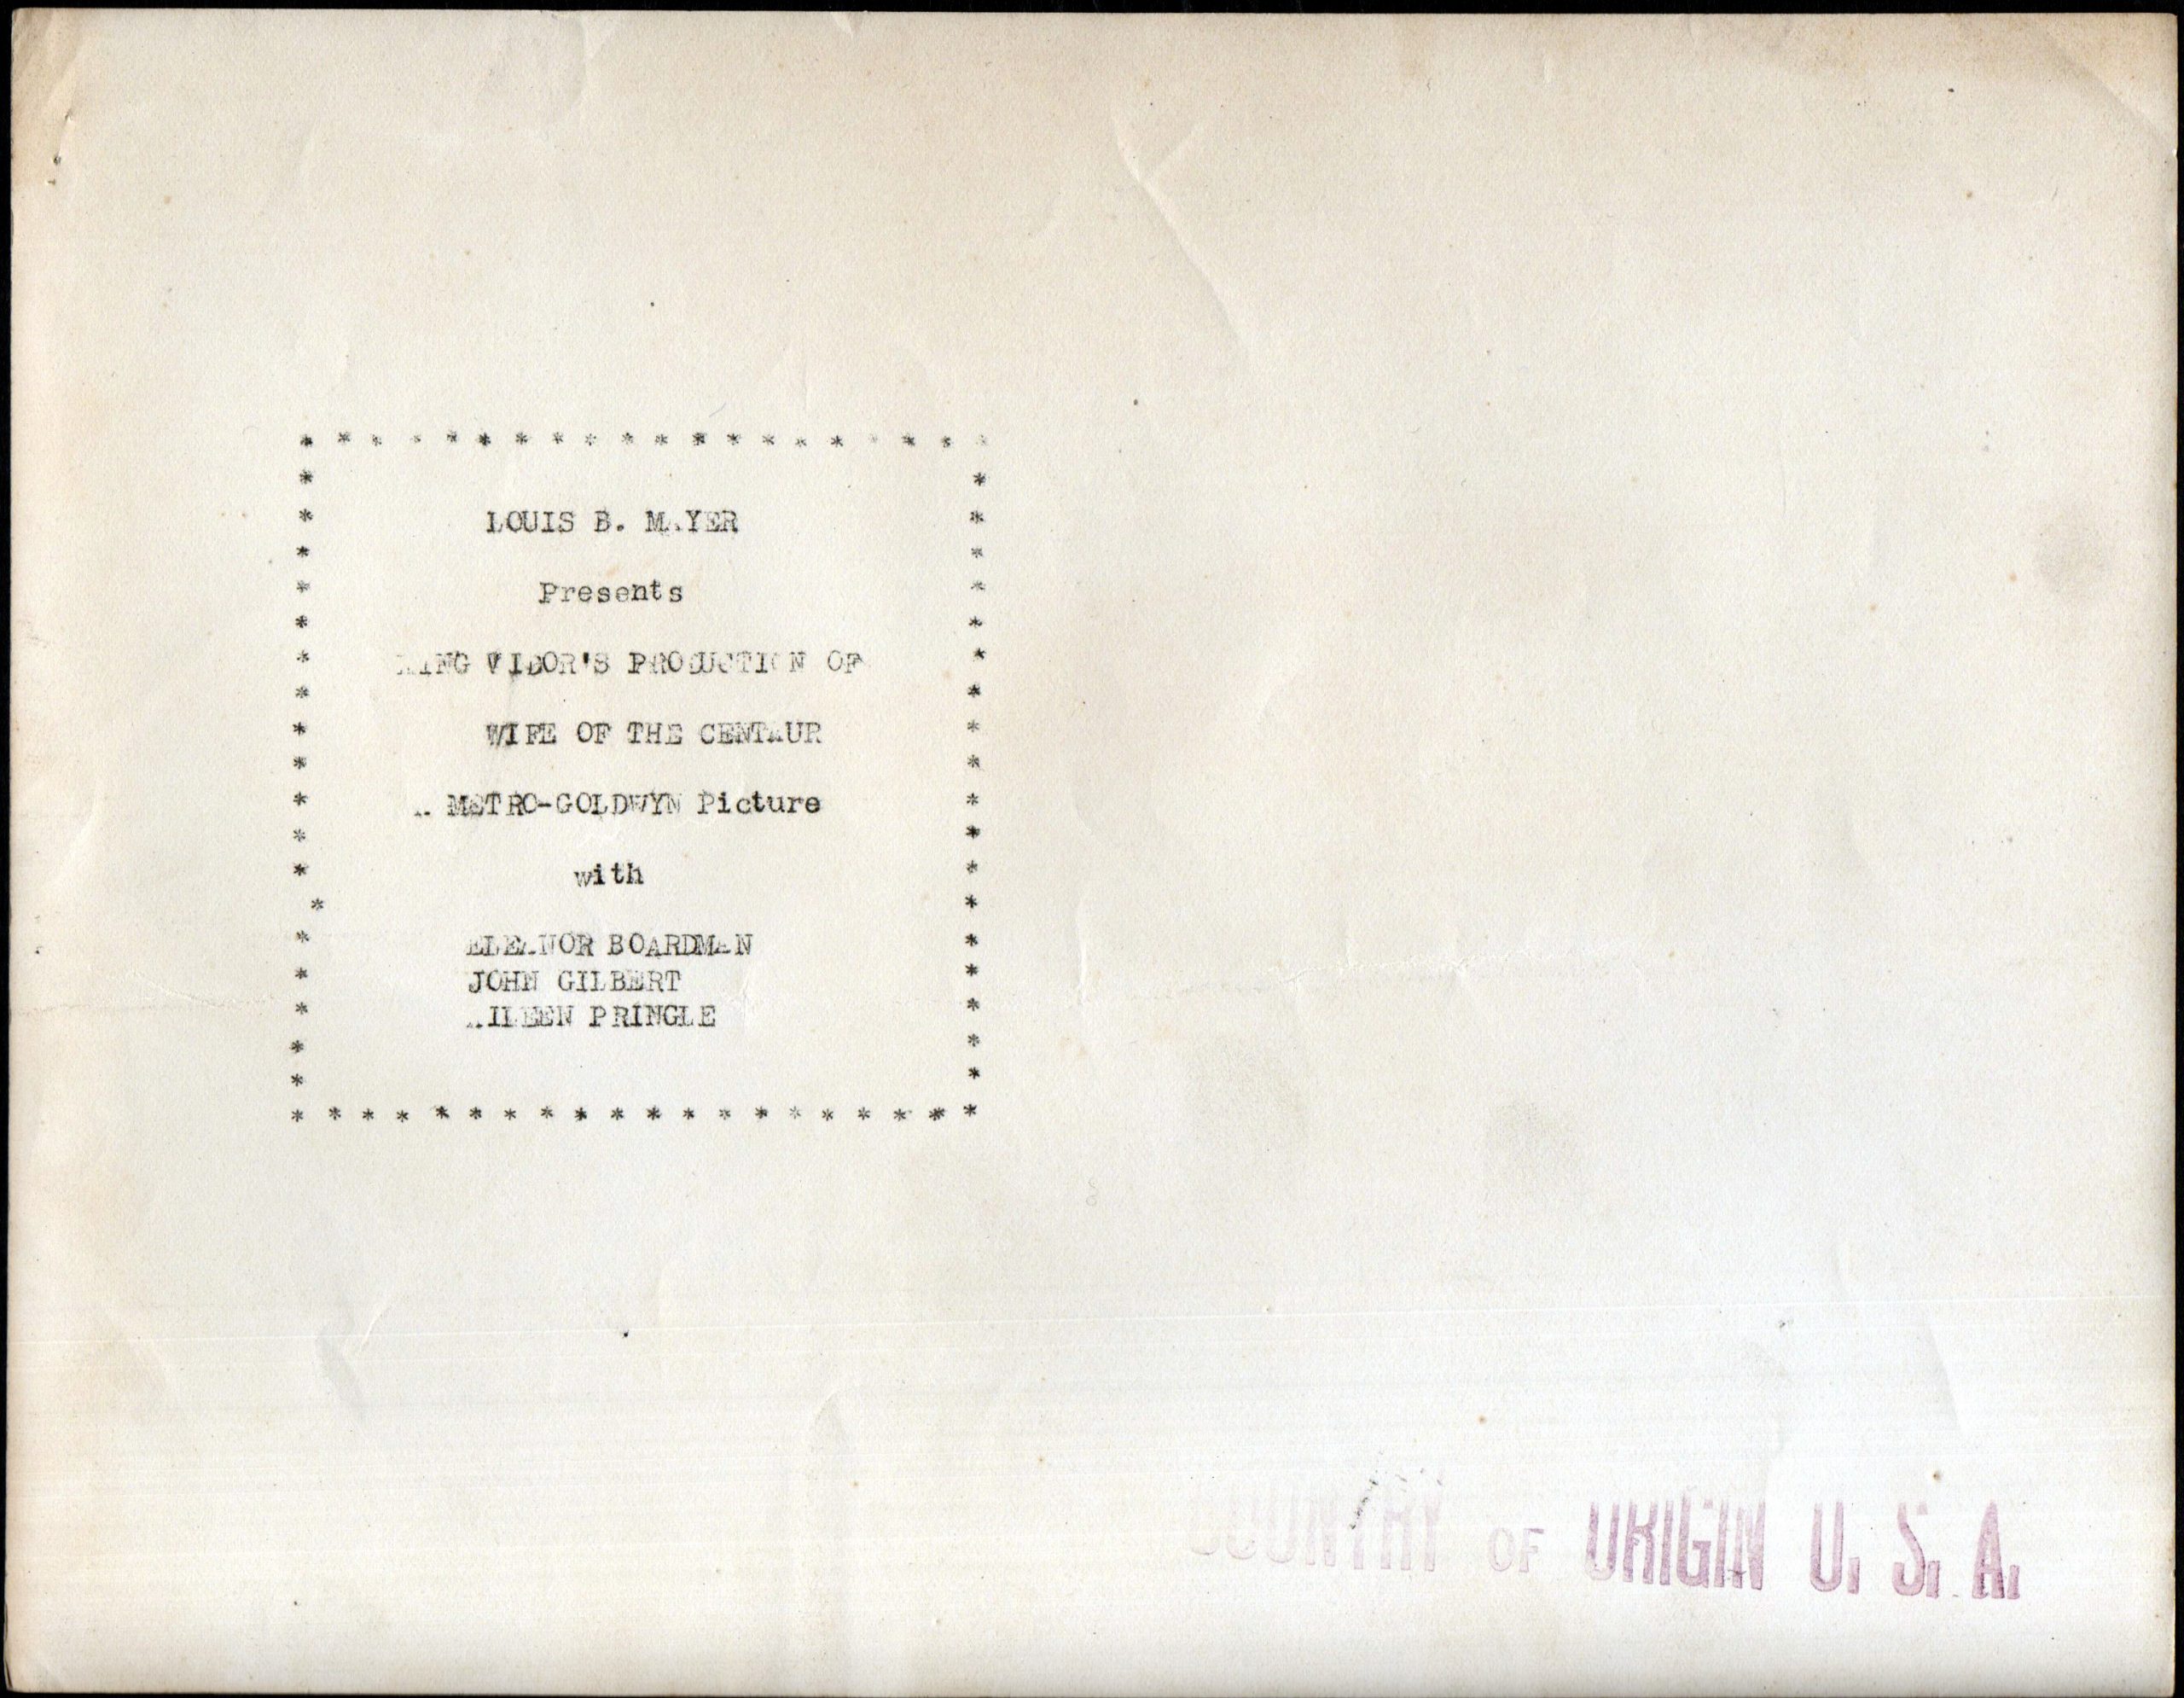 * * * * * * * * * * * * * * * * * * * *
LOUIS B. MAYER
Presents
KING VIDOR'S PRODUCTION OF
WIFE OF THE CENTAUR
A METRO-GOLDWYN Picture
with
ELEANOR BOARDMAN
JOHN GILBERT
AILEEN PRINGLE
* * * * * * * * * * * * * * * * * * * *
COUNTRY OF ORIGIN U. S. A.